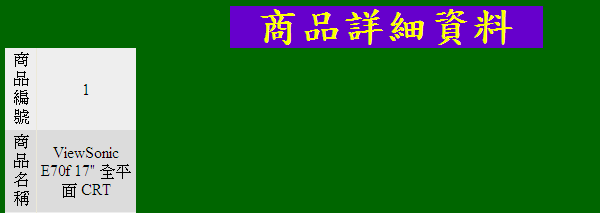 商品詳細資料
商
品
編
號
1
商
品
名
稱
ViewSonic
E70f 17" 全平
面 CRT